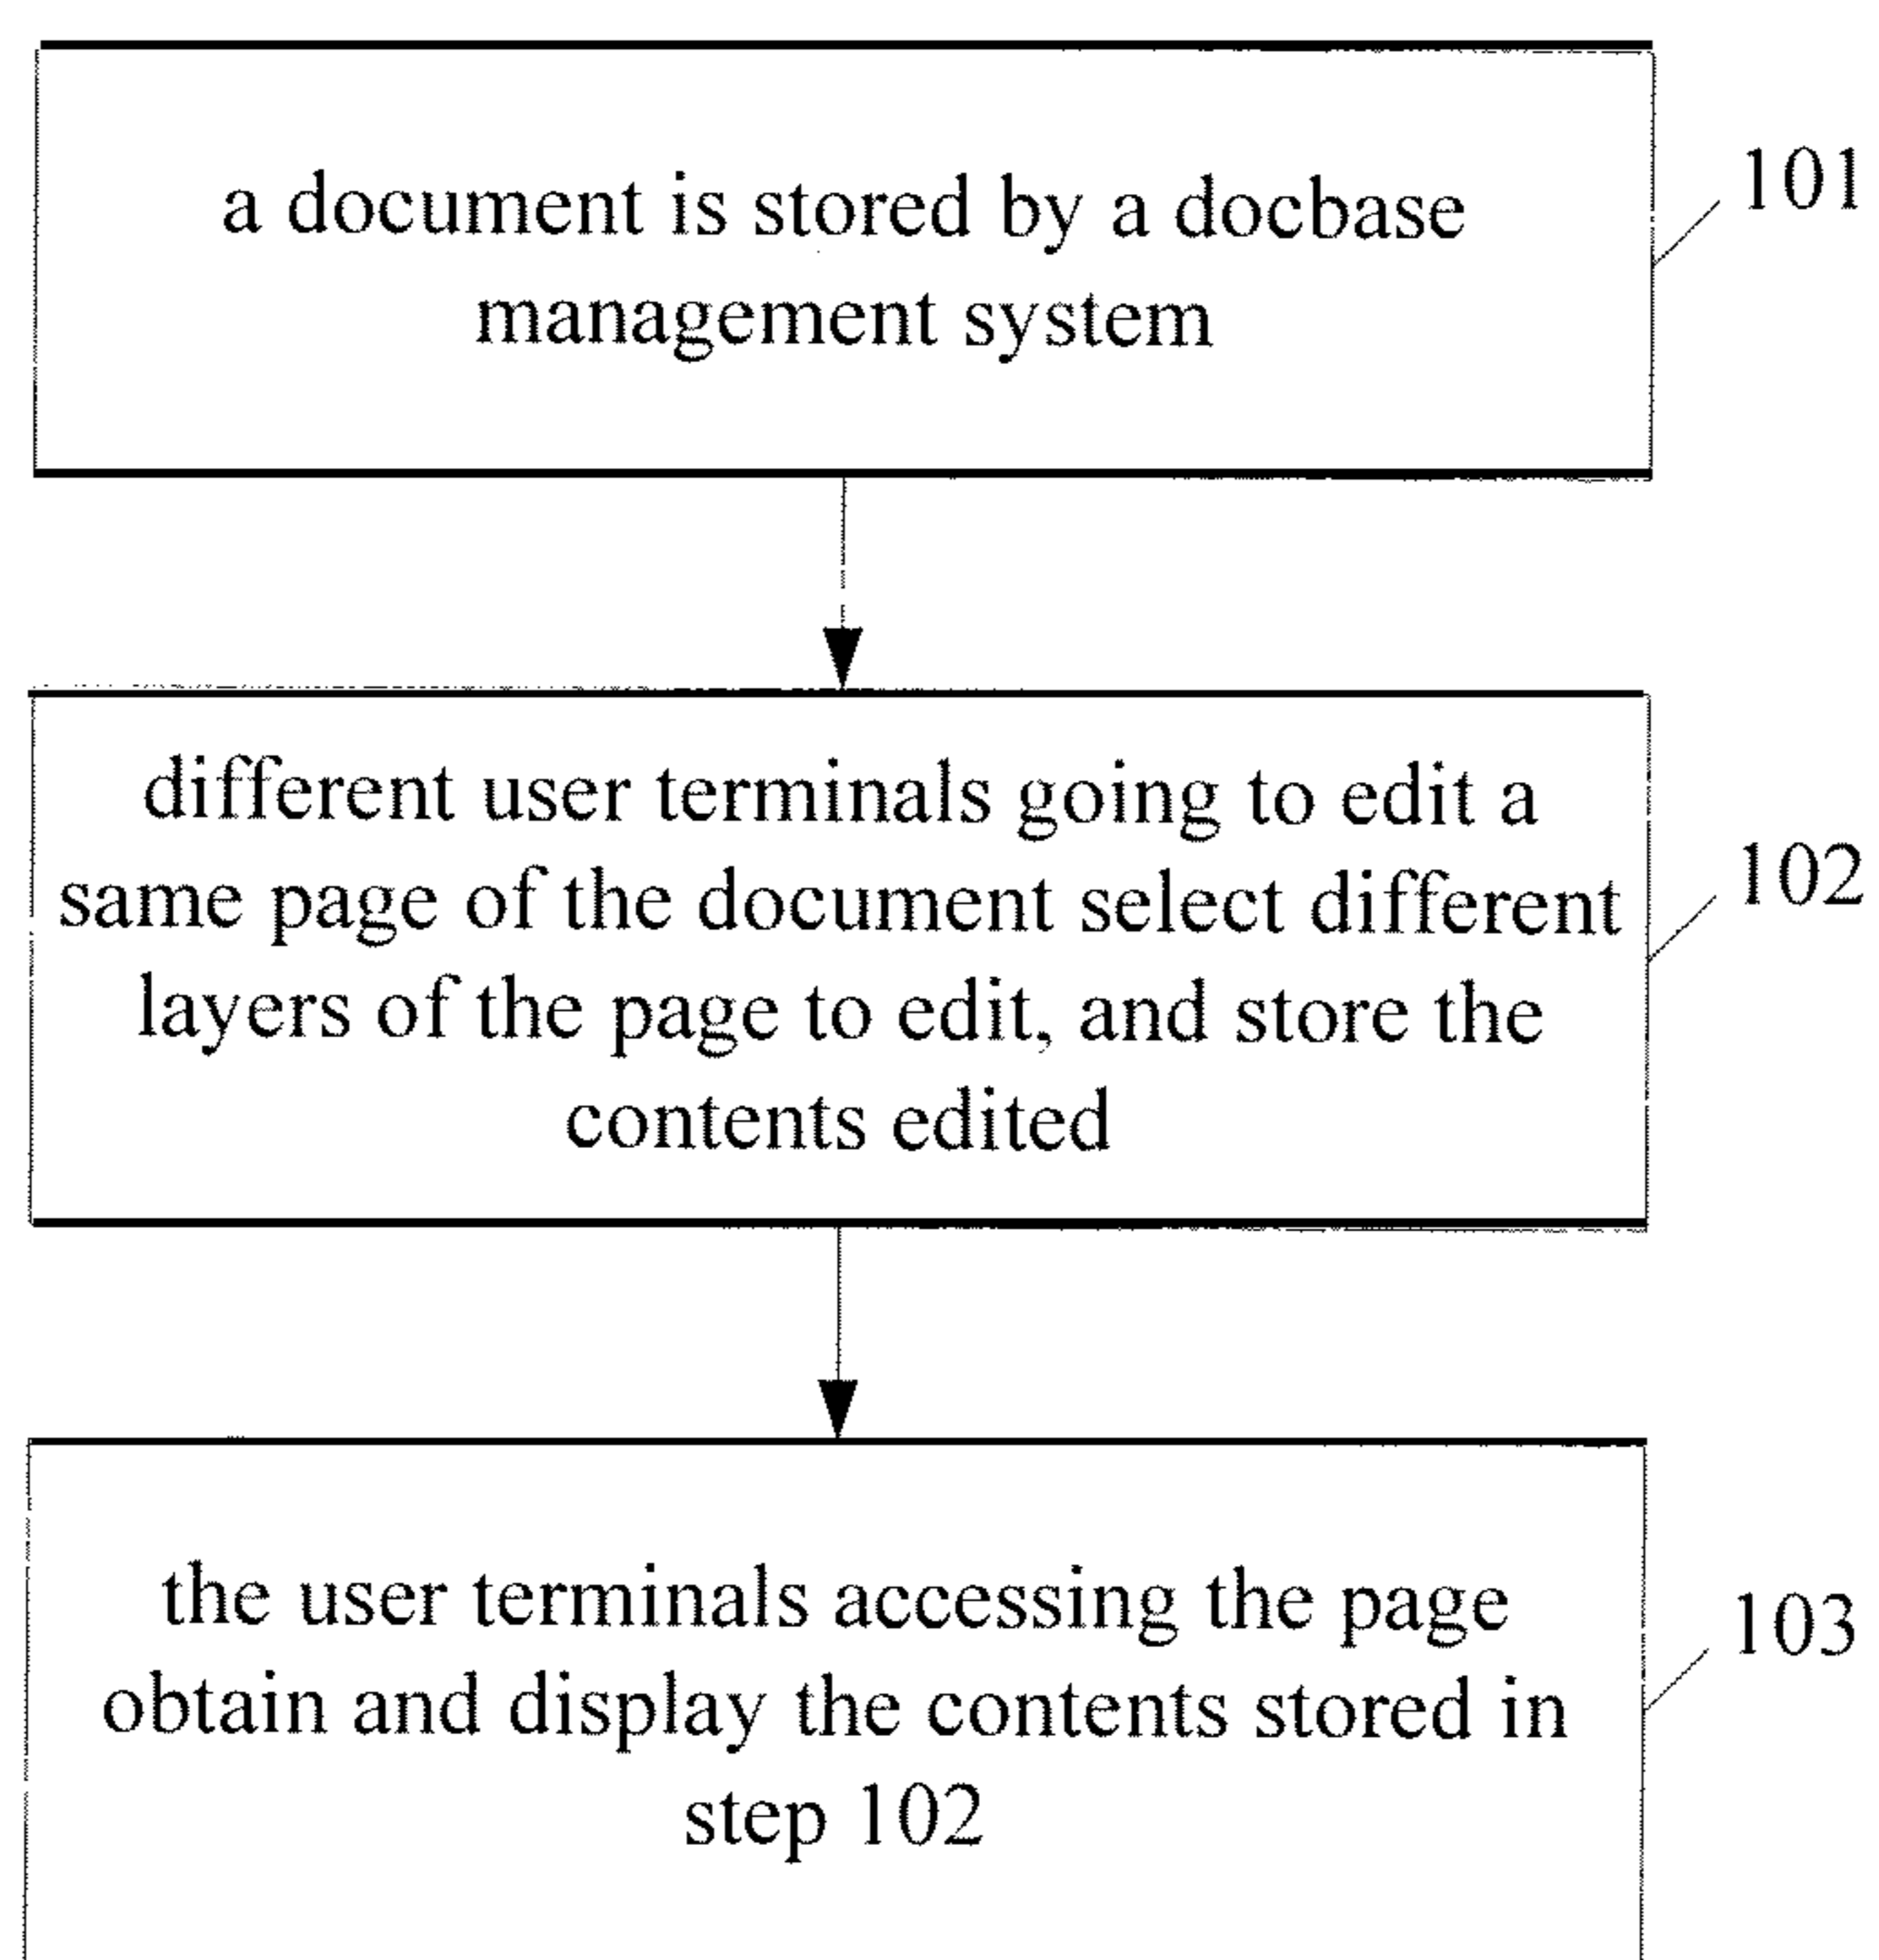 a document is stored by a docbase
management system
101
different user terminals going to edit a
same page of the document select different
layers of the page to edit, and store the
contents edited
102
the user terminals accessing the page
obtain and display the contents stored in
step 102
103